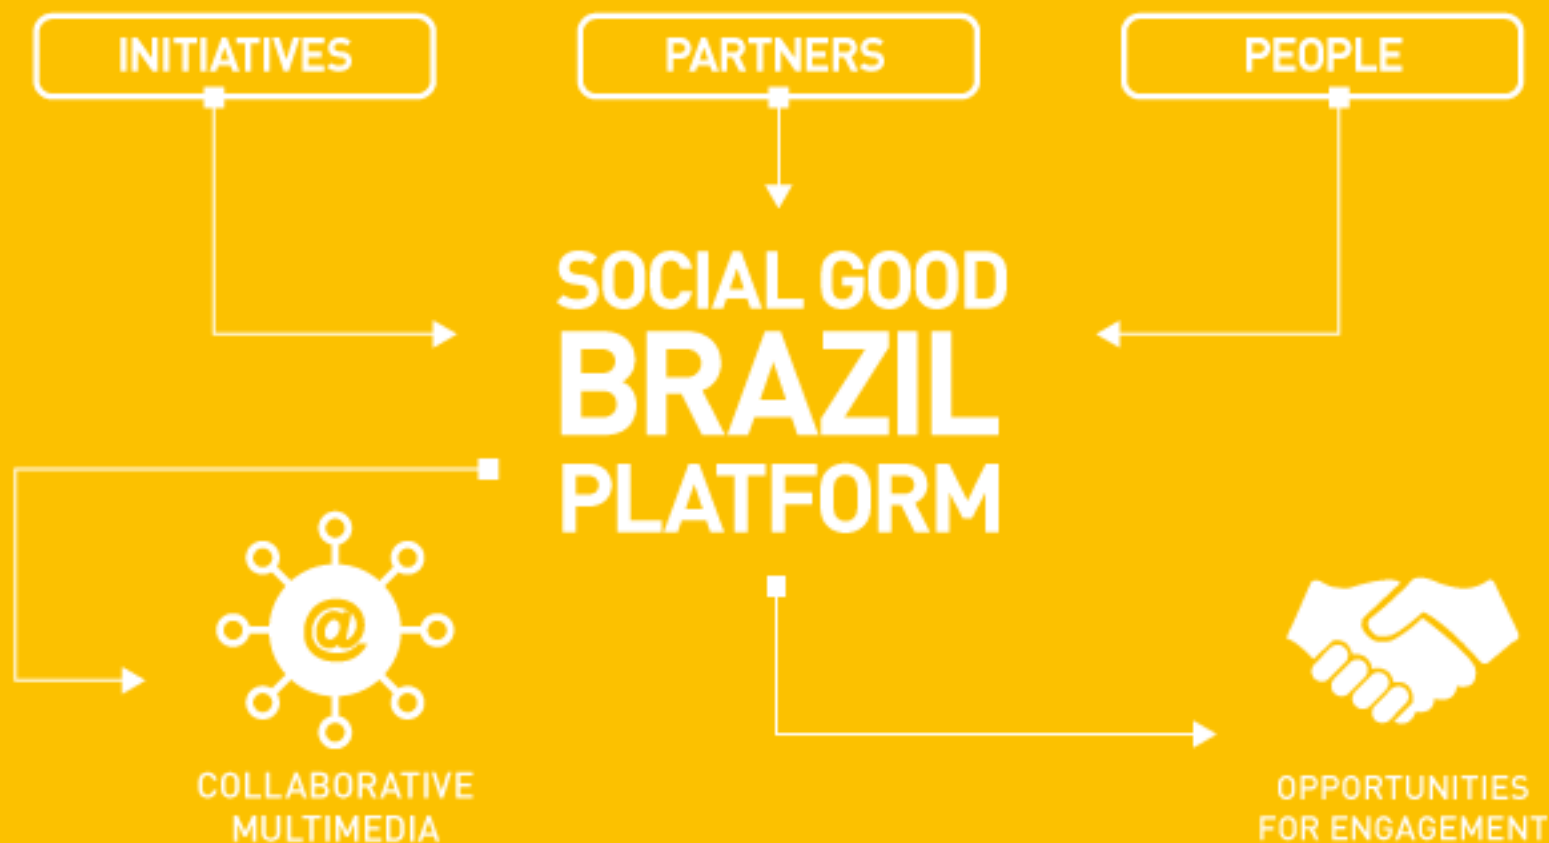 INITIATIVES
PARTNERS
PEOPLE
SOCIAL GOOD
BRAZIL
PLATFORM
@
COLLABORATIVE
MULTIMEDIA
OPPORTUNITIES
FOR ENGAGEMENT